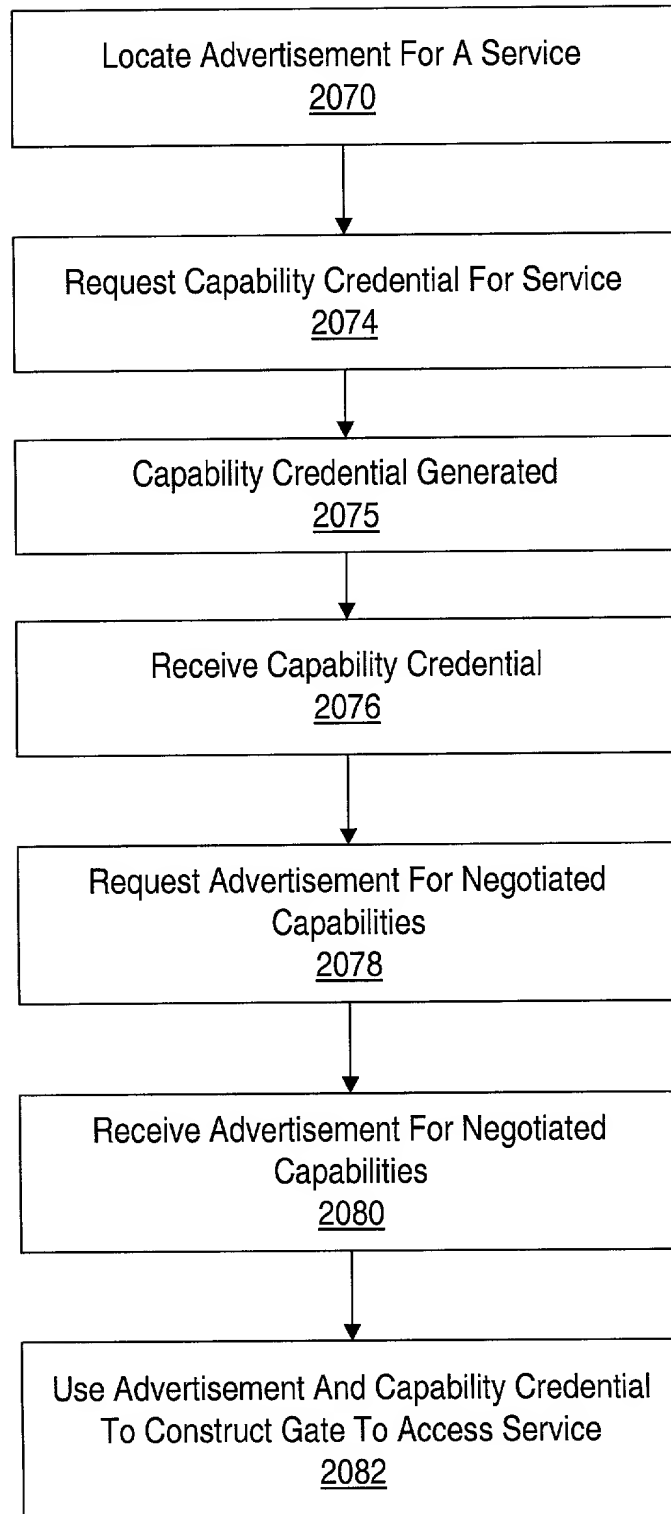 Locate Advertisement For A Service
2070
Request Capability Credential For Service
2074
Capability Credential Generated
2075
Receive Capability Credential
2076
Request Advertisement For Negotiated
Capabilities
2078
Receive Advertisement For Negotiated
Capabilities
2080
Use Advertisement And Capability Credential
To Construct Gate To Access Service
2082